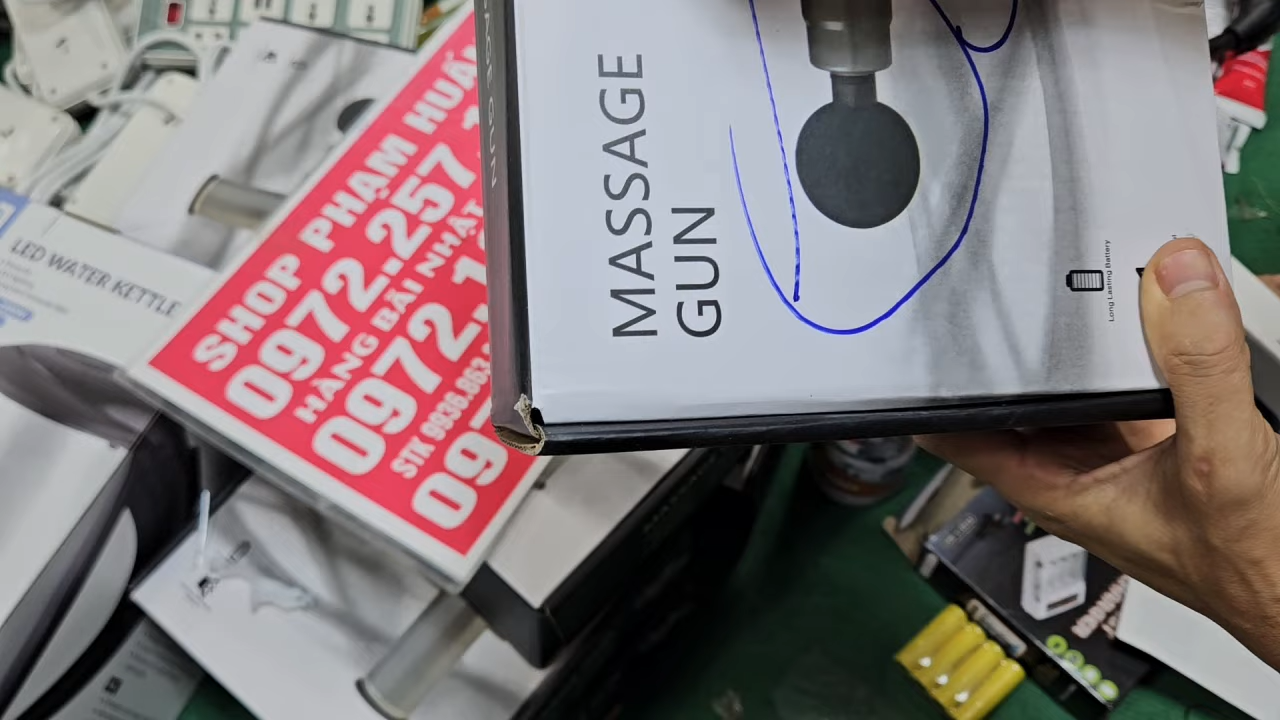 MASSAGE
GUN
Long Lasting Battery
SHOP PHẠM HUẤN
0972.257
HÀNG BÃI NHẬT
0972.1
STK 9936.863
097
LED WATER KETTLE